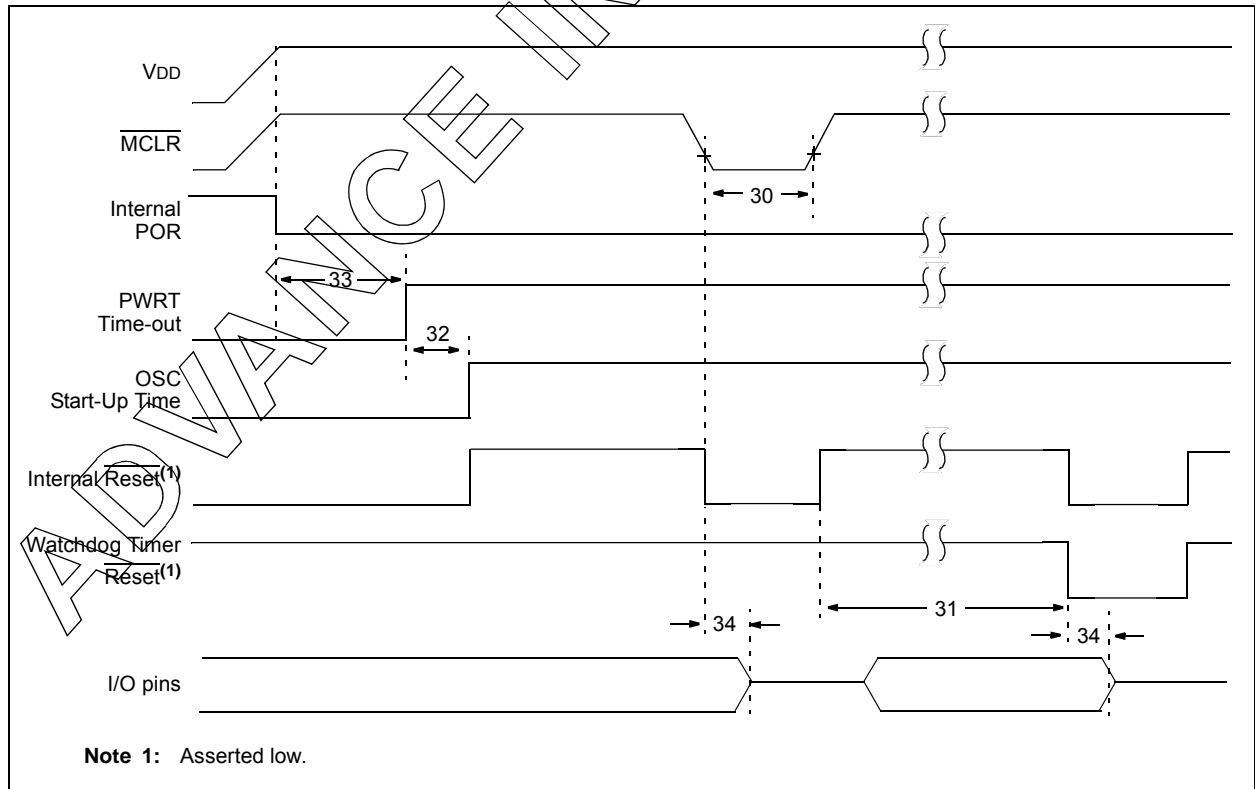 ADVANCE IN
VDD
MCLR
30
Internal
POR
33
PWRT
Time-out
32
OSC
Start-Up Time
Internal Reset(1)
Watchdog Timer
Reset(1)
31
34
34
I/O pins
Note 1: Asserted low.